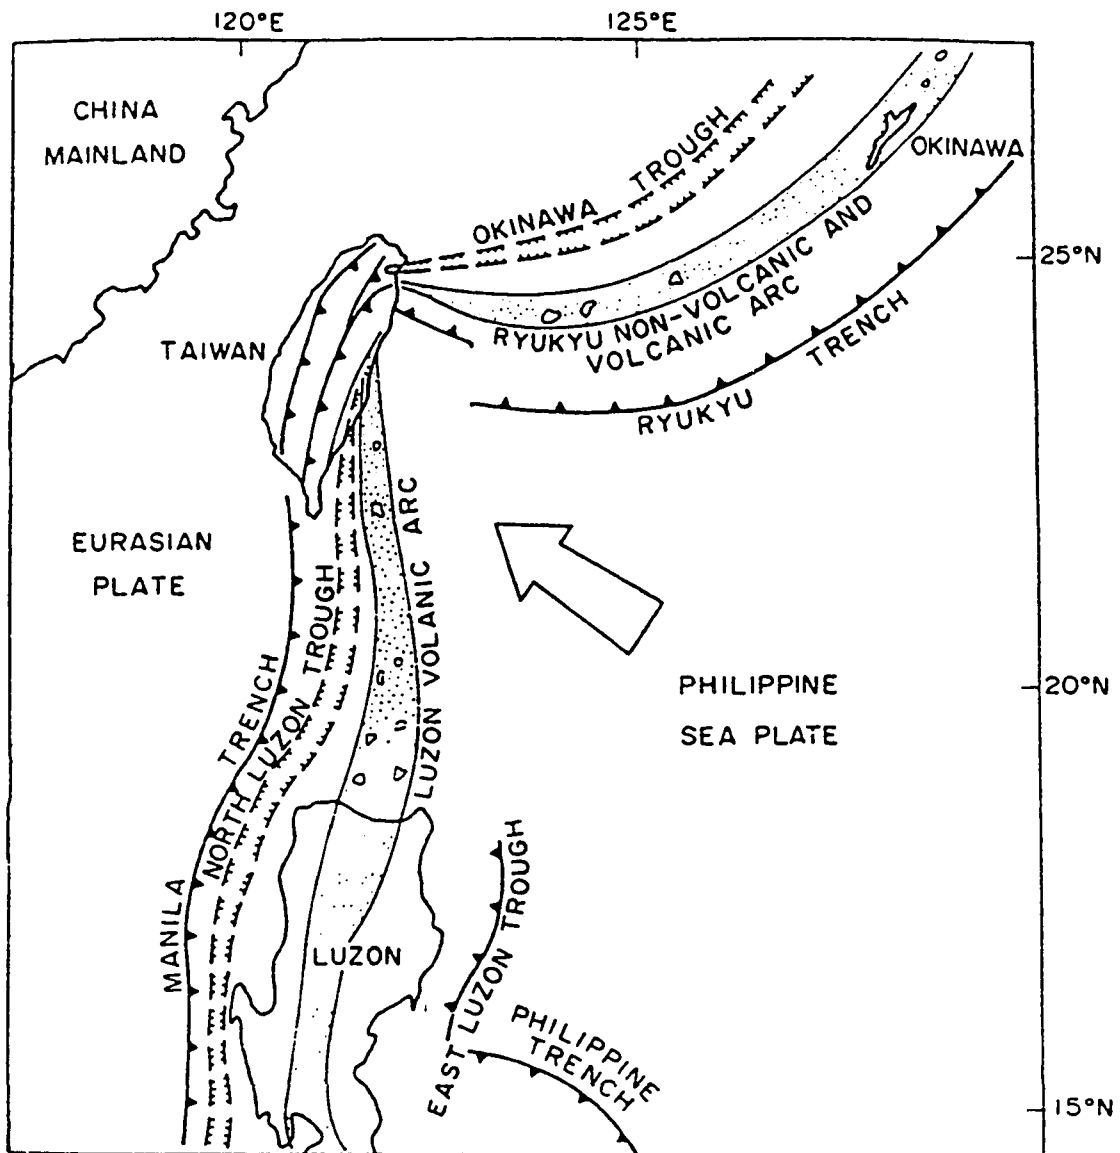 120°E
125°E
CHINA
MAINLAND
OKINAWA TROUGH
OKINAWA
25°N
RYUKYU NON-VOLCANIC AND
VOLCANIC ARC
RYUKYU TRENCH
TAIWAN
EURASIAN
PLATE
LUZON VOLANIC ARC
MANILA TRENCH
NORTH LUZON TROUGH
PHILIPPINE
SEA PLATE
20°N
LUZON
EAST LUZON TROUGH
PHILIPPINE
TRENCH
15°N